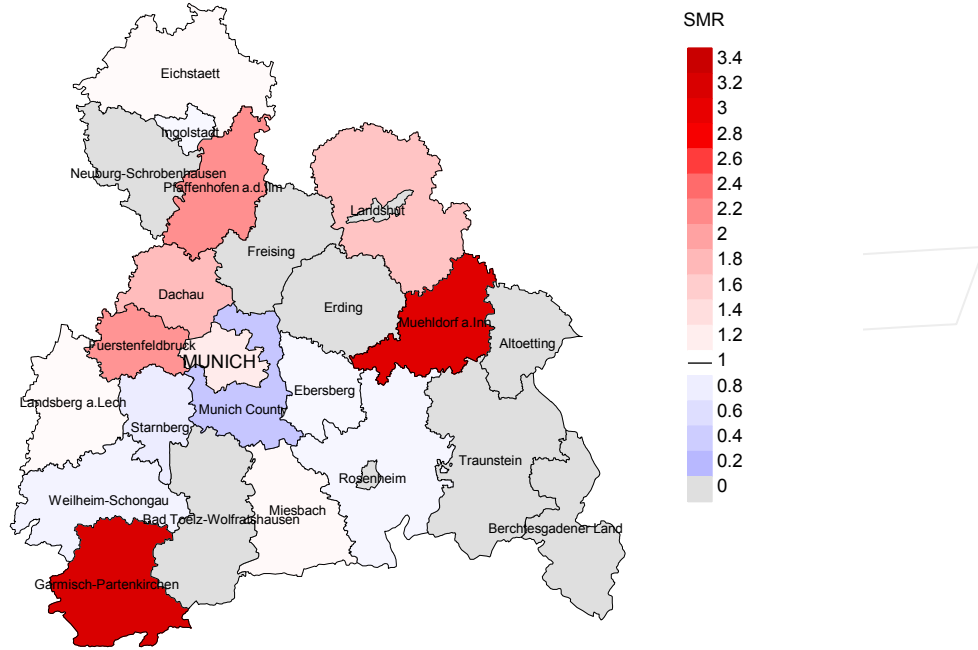 SMR
3.4
3.2
3
2.8
2.6
2.4
2.2
2
1.8
1.6
1.4
1.2
1
0.8
0.6
0.4
0.2
0
Eichstaett
Ingolstadt
Neuburg-Schrobenhausen
Pfaffenhofen a.d.Ilm
Landshut
Freising
Dachau
Erding
Muehldorf a.Inn
Altoetting
Fuerstenfeldbruck
MUNICH
Ebersberg
Landsberg a.Lech
Munich County
Starnberg
Traunstein
Rosenheim
Weilheim-Schongau
Miesbach
Bad Toelz-Wolfratshausen
Berchtesgadener Land
Garmisch-Partenkirchen